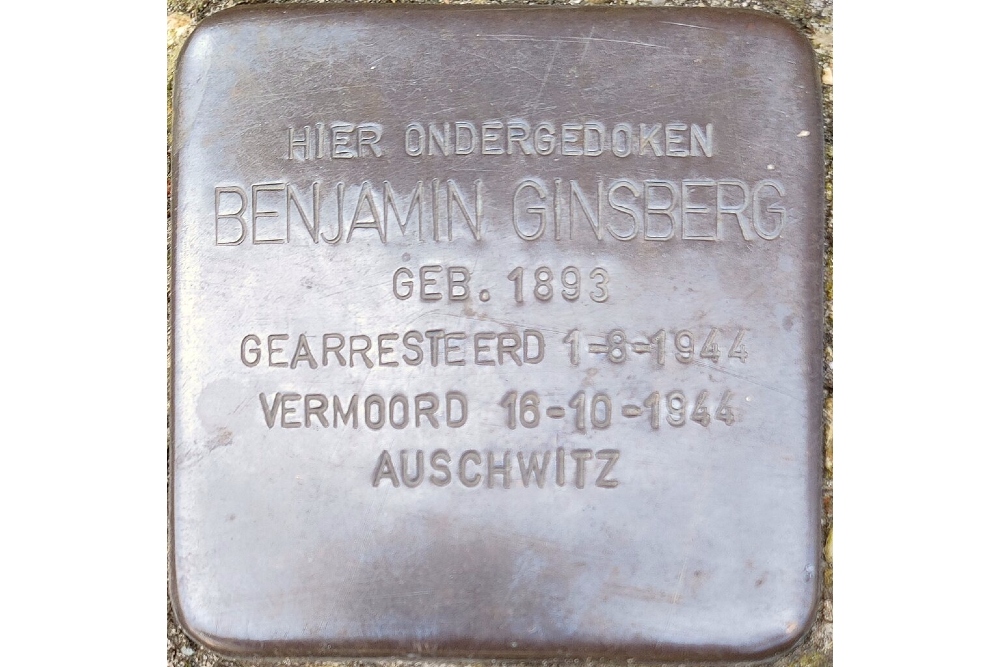 HIER ONDERGEDOKEN
BENJAMIN GINSBERG
GEB. 1893
GEARRESTEERD 1-8-1944
VERMOORD 16-10-1944
AUSCHWITZ